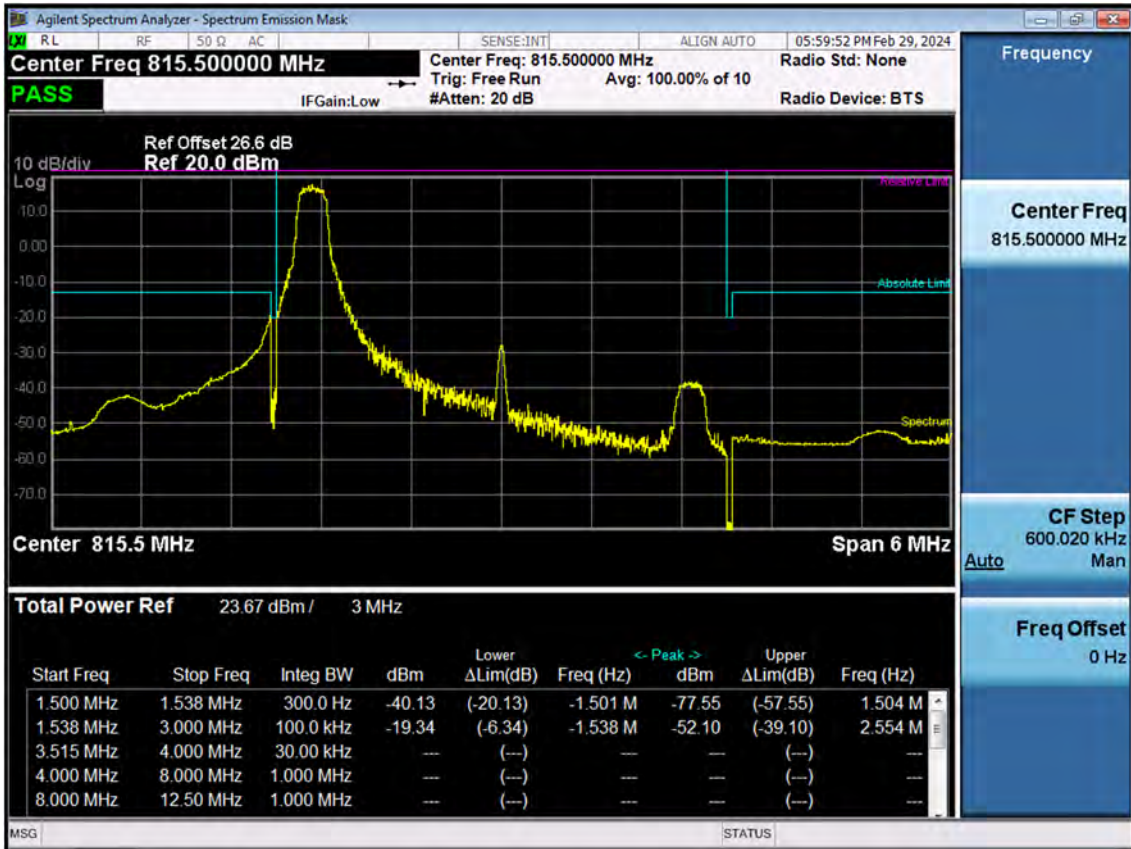 Agilent Spectrum Analyzer - Spectrum Emission Mask
LXI RL RF 50 Ω AC SENSE:INT ALIGN AUTO 05:59:52 PM Feb 29, 2024
Center Freq 815.500000 MHz
Center Freq: 815.500000 MHz Radio Std: None
Trig: Free Run Avg: 100.00% of 10
PASS IFGain:Low #Atten: 20 dB Radio Device: BTS
Ref Offset 26.6 dB
10 dB/div Ref 20.0 dBm
Log
Relative Limit
10.0
0.00
-10.0
Absolute Limit
-20.0
-30.0
-40.0
-50.0
Spectrum
-60.0
-70.0
Center 815.5 MHz Span 6 MHz
Total Power Ref 23.67 dBm / 3 MHz
Lower <- Peak -> Upper
Start Freq Stop Freq Integ BW dBm ΔLim(dB) Freq (Hz) dBm ΔLim(dB) Freq (Hz)
1.500 MHz 1.538 MHz 300.0 Hz -40.13 (-20.13) -1.501 M -77.55 (-57.55) 1.504 M
1.538 MHz 3.000 MHz 100.0 kHz -19.34 (-6.34) -1.538 M -52.10 (-39.10) 2.554 M
3.515 MHz 4.000 MHz 30.00 kHz --- (---) --- --- (---) ---
4.000 MHz 8.000 MHz 1.000 MHz --- (---) --- --- (---) ---
8.000 MHz 12.50 MHz 1.000 MHz --- (---) --- --- (---) ---
MSG STATUS
Frequency
Center Freq
815.500000 MHz
CF Step
600.020 kHz
Auto Man
Freq Offset
0 Hz